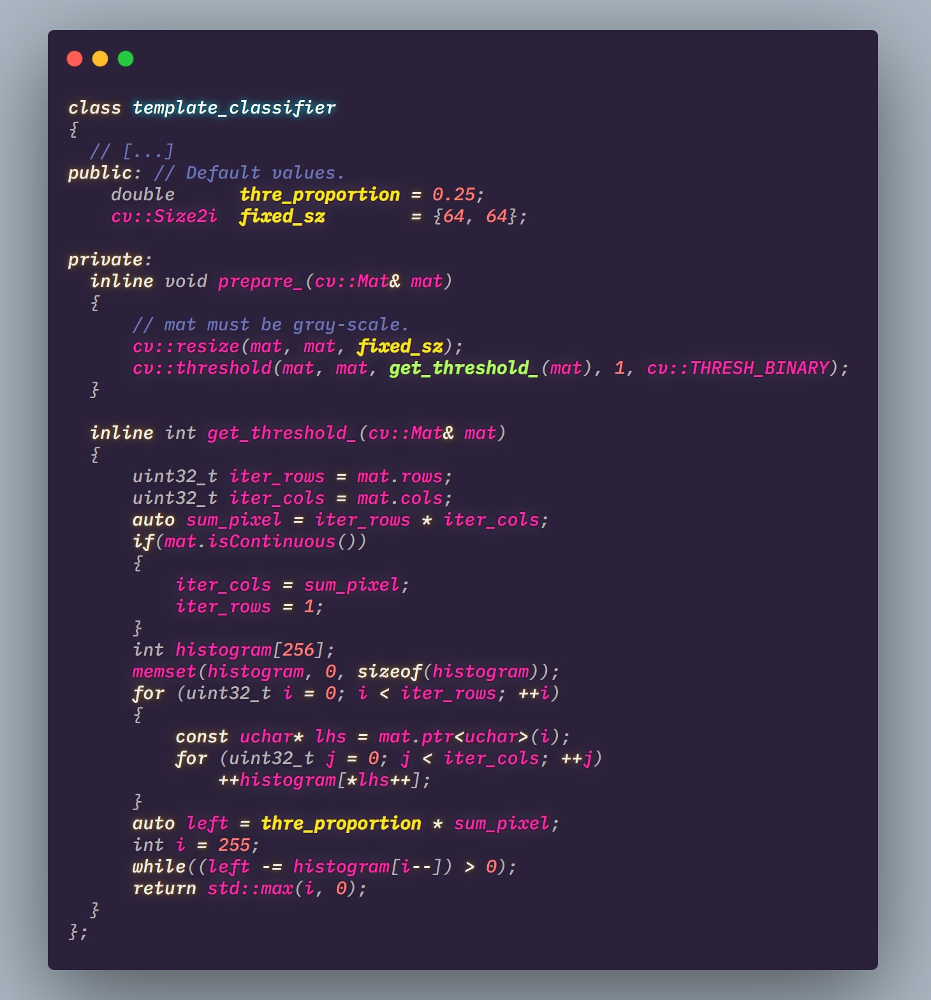 class template_classifier
{
  // [...]
public: // Default values.
    double      thre_proportion = 0.25;
    cv::Size2i  fixed_sz        = {64, 64};

private:
  inline void prepare_(cv::Mat& mat)
  {
      // mat must be gray-scale.
      cv::resize(mat, mat, fixed_sz);
      cv::threshold(mat, mat, get_threshold_(mat), 1, cv::THRESH_BINARY);
  }

  inline int get_threshold_(cv::Mat& mat)
  {
      uint32_t iter_rows = mat.rows;
      uint32_t iter_cols = mat.cols;
      auto sum_pixel = iter_rows * iter_cols;
      if(mat.isContinuous())
      {
          iter_cols = sum_pixel;
          iter_rows = 1;
      }
      int histogram[256];
      memset(histogram, 0, sizeof(histogram));
      for (uint32_t i = 0; i < iter_rows; ++i)
      {
          const uchar* lhs = mat.ptr<uchar>(i);
          for (uint32_t j = 0; j < iter_cols; ++j)
              ++histogram[*lhs++];
      }
      auto left = thre_proportion * sum_pixel;
      int i = 255;
      while((left -= histogram[i--]) > 0);
      return std::max(i, 0);
  }
};